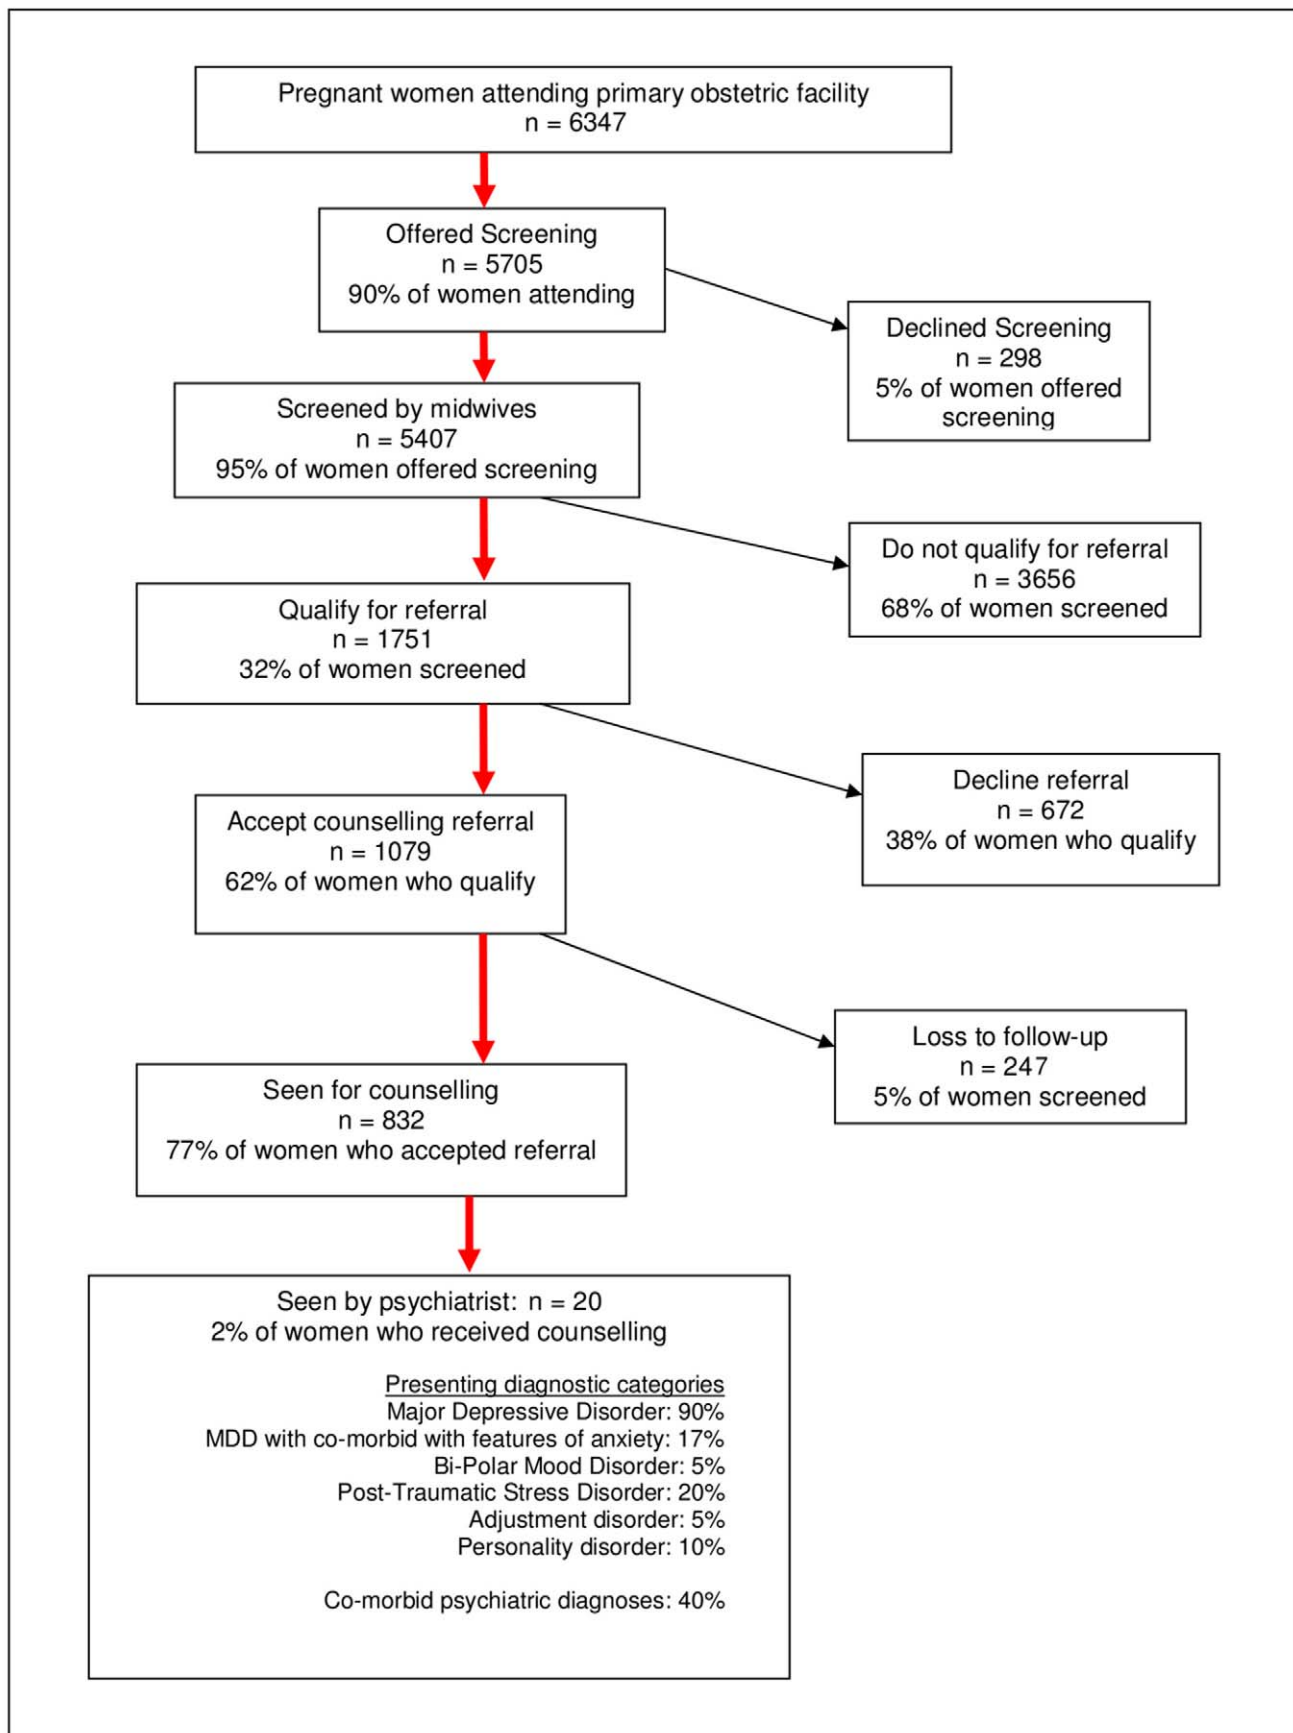 Pregnant women attending primary obstetric facility
n = 6347
Offered Screening
n = 5705
90% of women attending
Declined Screening
n = 298
5% of women offered
screening
Screened by midwives
n = 5407
95% of women offered screening
Do not qualify for referral
n = 3656
68% of women screened
Qualify for referral
n = 1751
32% of women screened
Decline referral
n = 672
38% of women who qualify
Accept counselling referral
n = 1079
62% of women who qualify
Loss to follow-up
n = 247
5% of women screened
Seen for counselling
n = 832
77% of women who accepted referral
Seen by psychiatrist: n = 20
2% of women who received counselling
Presenting diagnostic categories
Major Depressive Disorder: 90%
MDD with co-morbid with features of anxiety: 17%
Bi-Polar Mood Disorder: 5%
Post-Traumatic Stress Disorder: 20%
Adjustment disorder: 5%
Personality disorder: 10%
Co-morbid psychiatric diagnoses: 40%